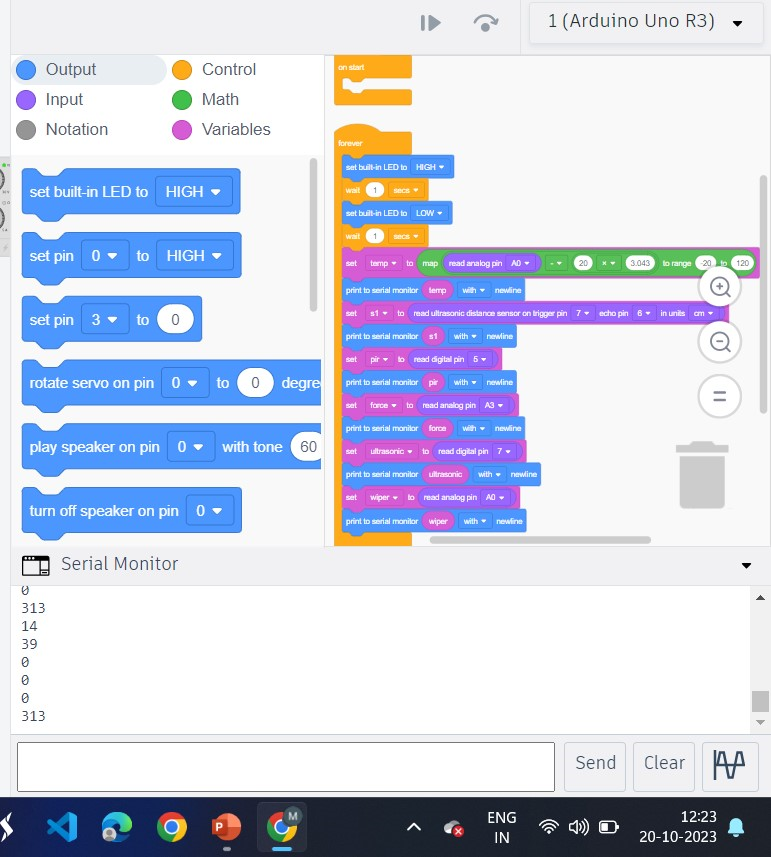 1 (Arduino Uno R3)
Output
Control
Input
Math
Notation
Variables
set built-in LED to HIGH
set pin 0 to HIGH
set pin 3 to 0
rotate servo on pin 0 to 0 degre
play speaker on pin 0 with tone 60
turn off speaker on pin 0
on start
forever
set built-in LED to HIGH
wait 1 secs
set built-in LED to LOW
wait 1 secs
set temp to map read analog pin A0 - 20 x 3.043 to range -20 to 120
print to serial monitor temp with newline
set s1 to read ultrasonic distance sensor on trigger pin 7 echo pin 6 in units cm
print to serial monitor s1 with newline
set pir to read digital pin 5
print to serial monitor pir with newline
set force to read analog pin A3
print to serial monitor force with newline
set ultrasonic to read digital pin 7
print to serial monitor ultrasonic with newline
set wiper to read analog pin A0
print to serial monitor wiper with newline
Serial Monitor
0
313
14
39
0
0
0
313
Send
Clear
M
P
ENG
IN
12:23
20-10-2023